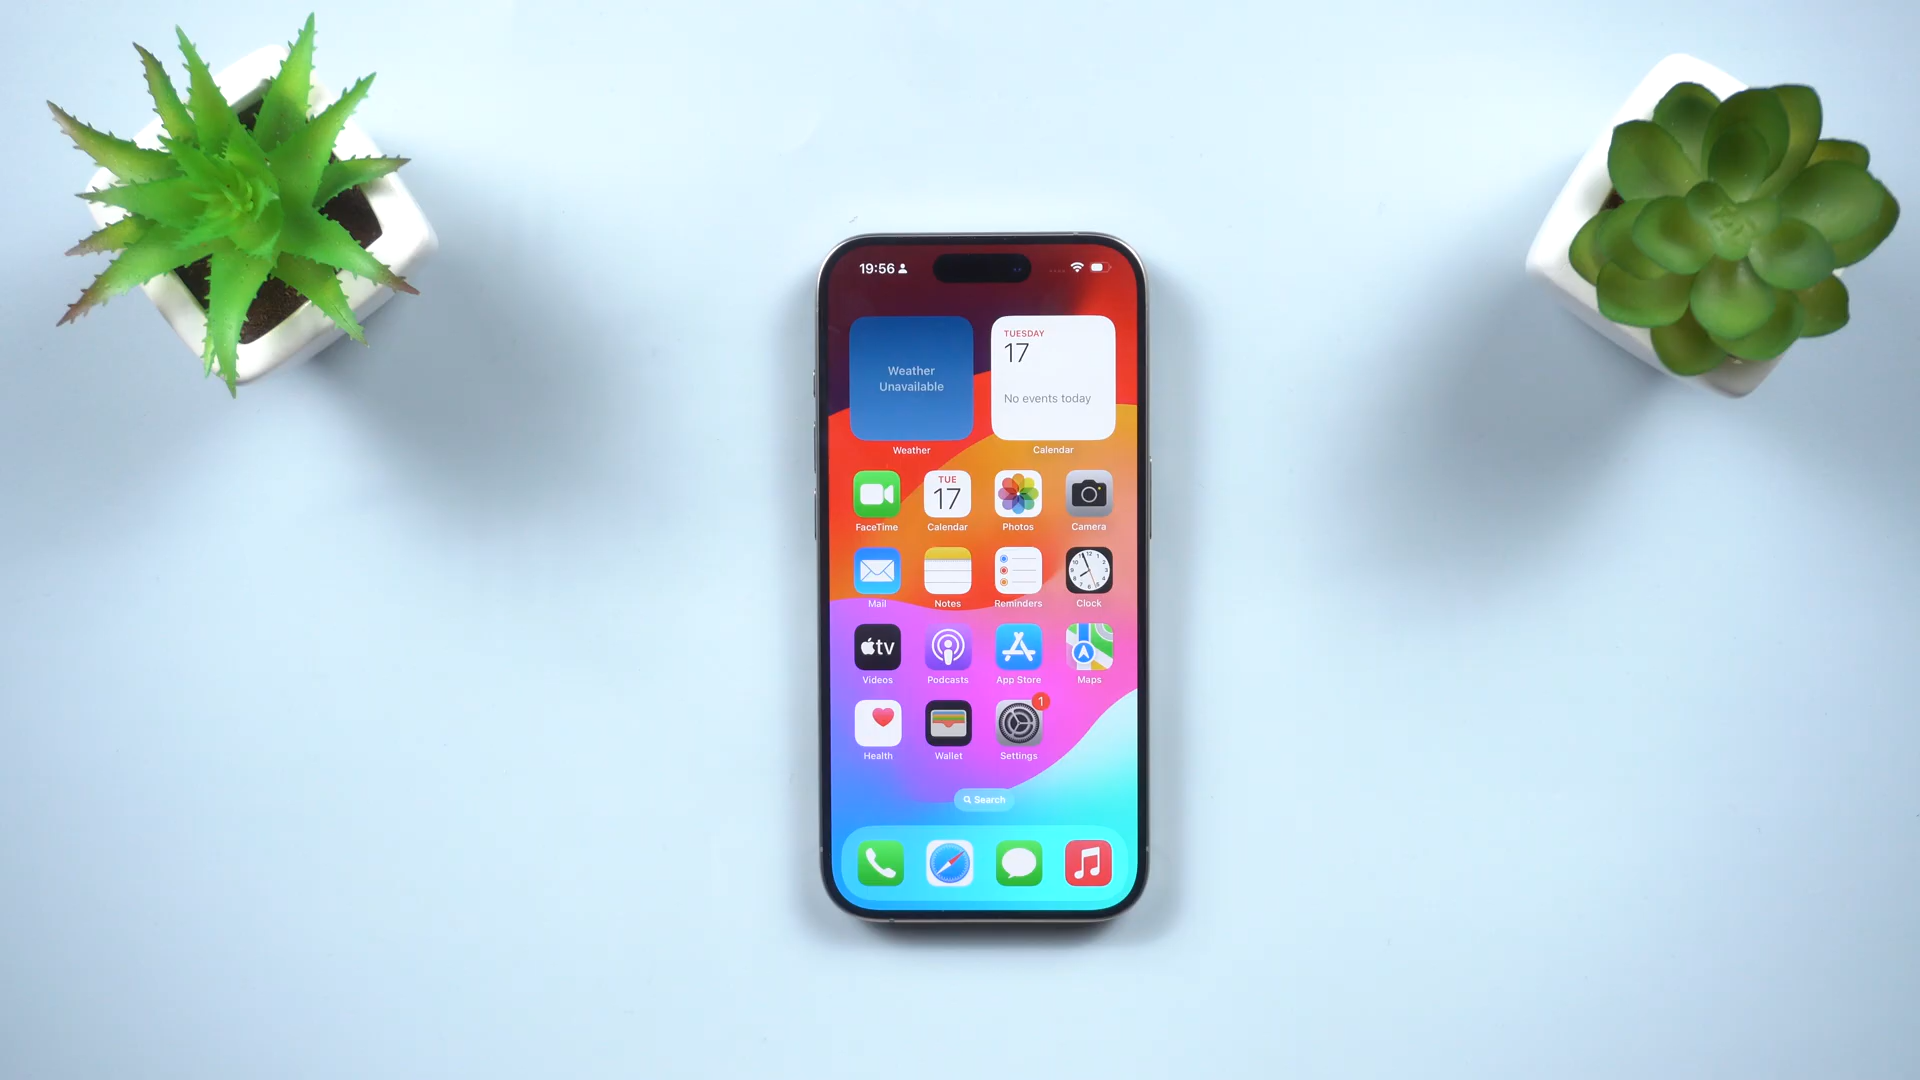 19:56
Weather
Unavailable
TUESDAY
17
No events today
Weather
Calendar
TUE
17
FaceTime
Calendar
Photos
Camera
Mail
Notes
Reminders
Clock
tv
Videos
Podcasts
App Store
Maps
1
Health
Wallet
Settings
Search